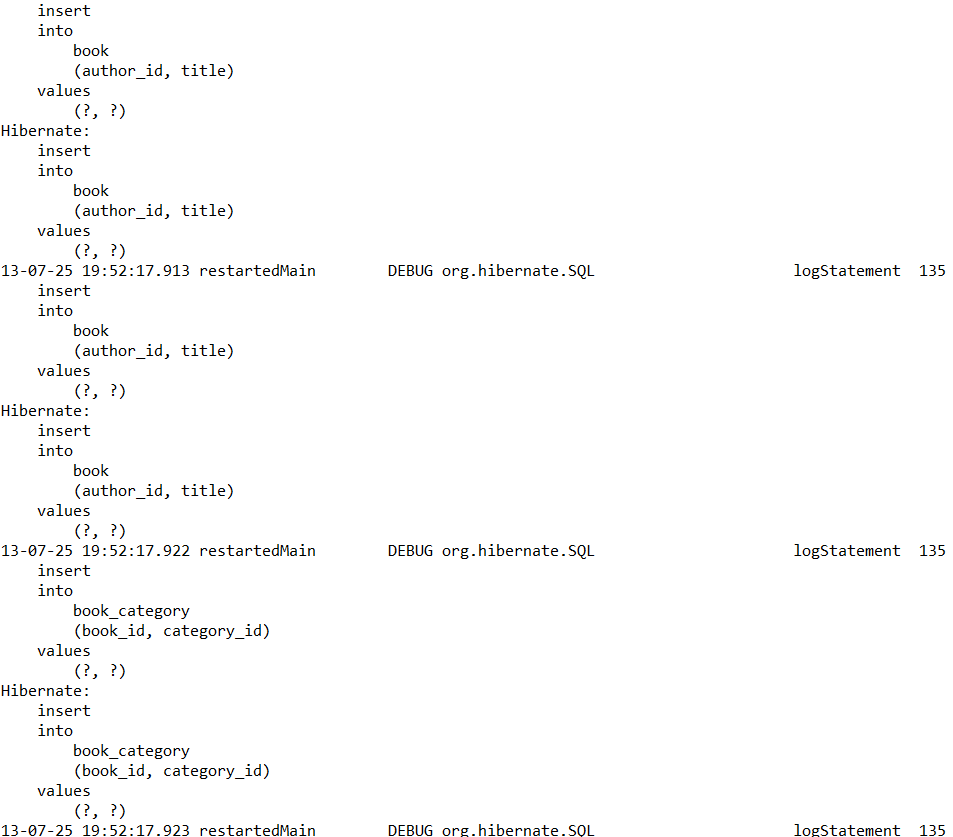 insert
into
book
(author_id, title)
values
(?, ?)
Hibernate:
insert
into
book
(author_id, title)
values
(?, ?)
13-07-25 19:52:17.913 restartedMain DEBUG org.hibernate.SQL logStatement 135
insert
into
book
(author_id, title)
values
(?, ?)
Hibernate:
insert
into
book
(author_id, title)
values
(?, ?)
13-07-25 19:52:17.922 restartedMain DEBUG org.hibernate.SQL logStatement 135
insert
into
book_category
(book_id, category_id)
values
(?, ?)
Hibernate:
insert
into
book_category
(book_id, category_id)
values
(?, ?)
13-07-25 19:52:17.923 restartedMain DEBUG org.hibernate.SQL logStatement 135